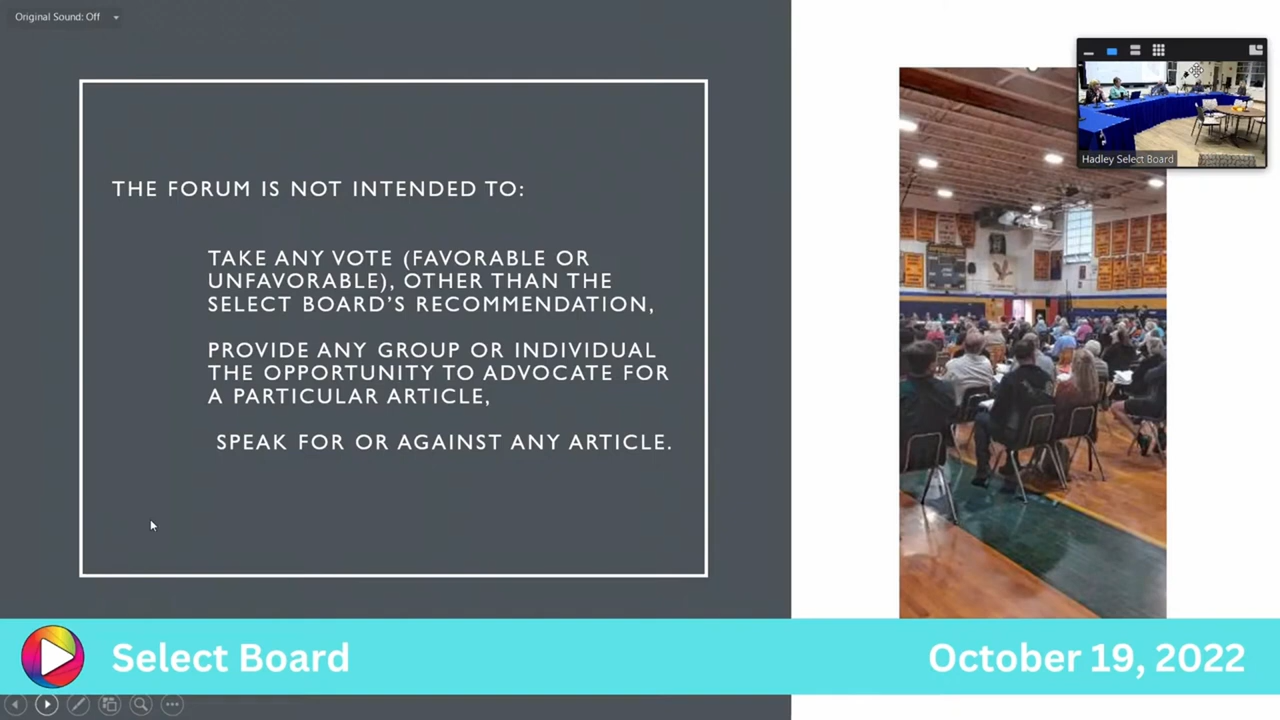 Original Sound: Off
THE FORUM IS NOT INTENDED TO:
TAKE ANY VOTE (FAVORABLE OR
UNFAVORABLE), OTHER THAN THE
SELECT BOARD’S RECOMMENDATION,
PROVIDE ANY GROUP OR INDIVIDUAL
THE OPPORTUNITY TO ADVOCATE FOR
A PARTICULAR ARTICLE,
SPEAK FOR OR AGAINST ANY ARTICLE.
Hadley Select Board
Select Board
October 19, 2022